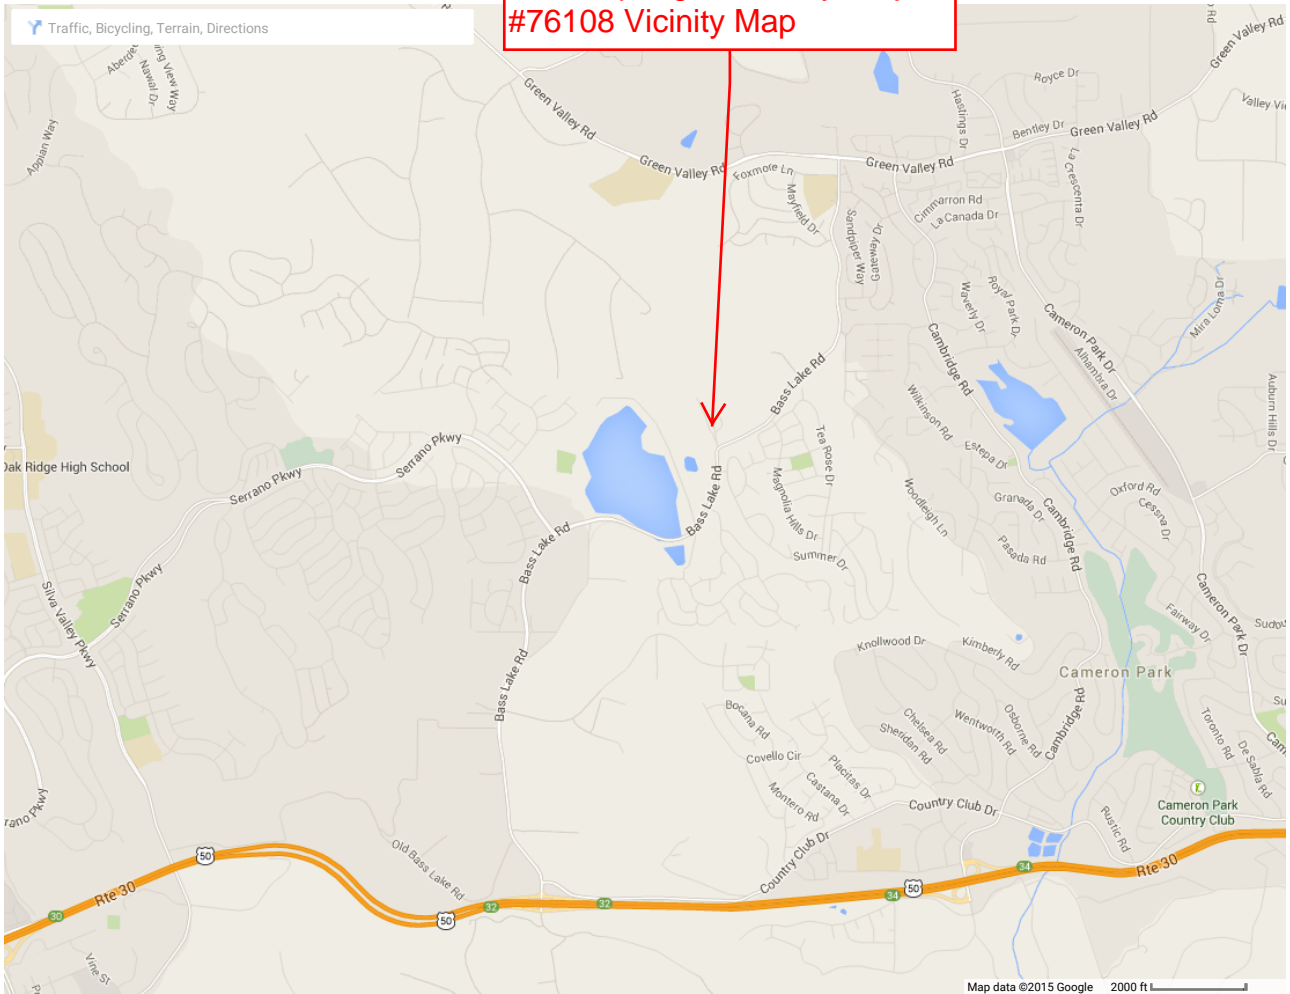 #76108 Vicinity Map
Traffic, Bicycling, Terrain, Directions
Nawal Dr
Appian Way
Green Valley Rd
Green Valley Rd
Green Valley Rd
Green Valley Rd
Green Valley Rd
Royce Dr
Hastings Dr
Bentley Dr
La Crescenta Dr
Foxmore Ln
Mayfield Dr
Sandpiper Way
Gateway Dr
Cimmarron Rd
La Canada Dr
Waverly Dr
Royal Park Dr
Mira Loma Dr
Cameron Park Dr
Alhambra Dr
Cambridge Rd
Auburn Hills Dr
Bass Lake Rd
Wilkinson Rd
Tea Rose Dr
Estepa Dr
Oak Ridge High School
Serrano Pkwy
Serrano Pkwy
Bass Lake Rd
Magnolia Hills Dr
Woodleigh Ln
Granada Dr
Oxford Rd
Cessna Dr
Cambridge Rd
Pasada Rd
Bass Lake Rd
Summer Dr
Silva Valley Pkwy
Serrano Pkwy
Fairway Dr
Cameron Park Dr
Knollwood Dr
Kimberly Rd
Cameron Park
Bass Lake Rd
Bocana Rd
Chelsea Rd
Sheridan Rd
Wentworth Rd
Osborne Rd
Cambridge Rd
Toronto Rd
De Sabla Rd
Covello Cir
Placitas Dr
Castana Dr
Montero Rd
Country Club Dr
Cameron Park
Country Club
Rustic Rd
Old Bass Lake Rd
Country Club Dr
50
Rte 30
30
50
32
32
34
50
34
Rte 30
Vine St
Map data ©2015 Google
2000 ft